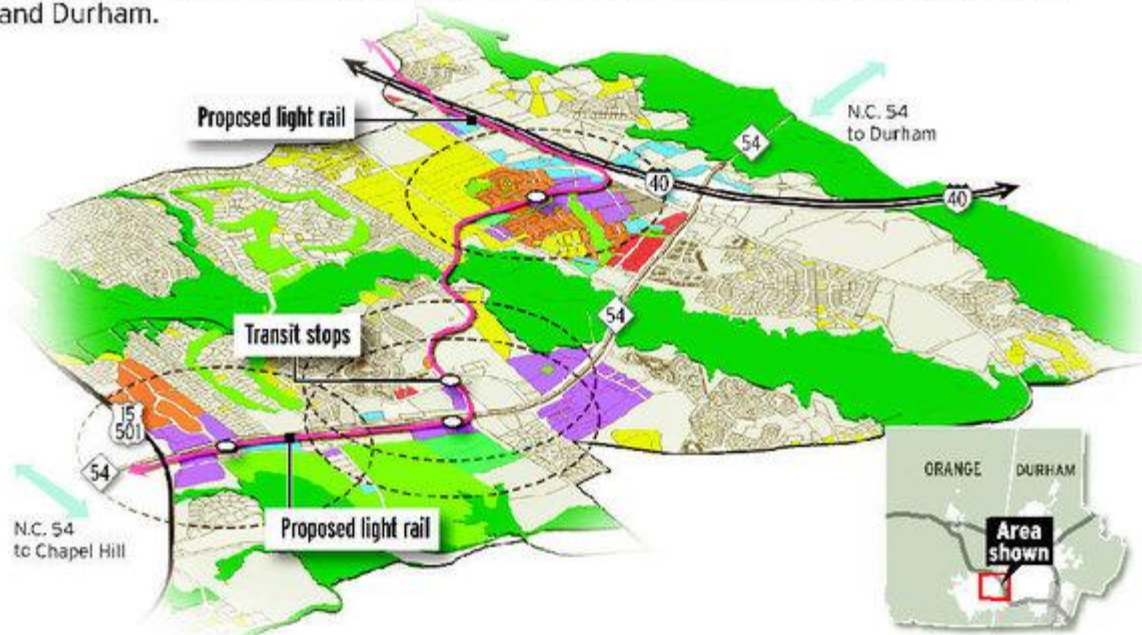 and Durham.
Proposed light rail
N.C. 54
to Durham
54
40
40
54
Transit stops
15
501
54
N.C. 54
to Chapel Hill
Proposed light rail
ORANGE DURHAM
Area
shown